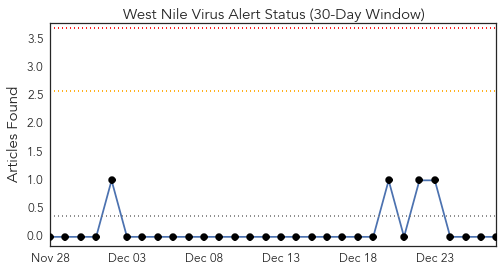 West Nile Virus Alert Status (30-Day Window)
Articles Found
3.5
3.0
2.5
2.0
1.5
1.0
0.5
0.0
Nov 28 Dec 03 Dec 08 Dec 13 Dec 18 Dec 23